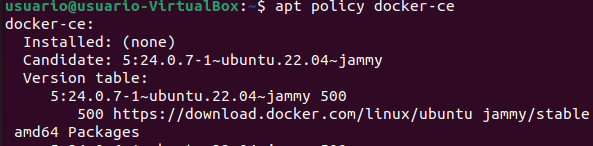 usuario@usuario-VirtualBox:~$ apt policy docker-ce
docker-ce:
  Installed: (none)
  Candidate: 5:24.0.7-1~ubuntu.22.04~jammy
  Version table:
     5:24.0.7-1~ubuntu.22.04~jammy 500
        500 https://download.docker.com/linux/ubuntu jammy/stable
 amd64 Packages